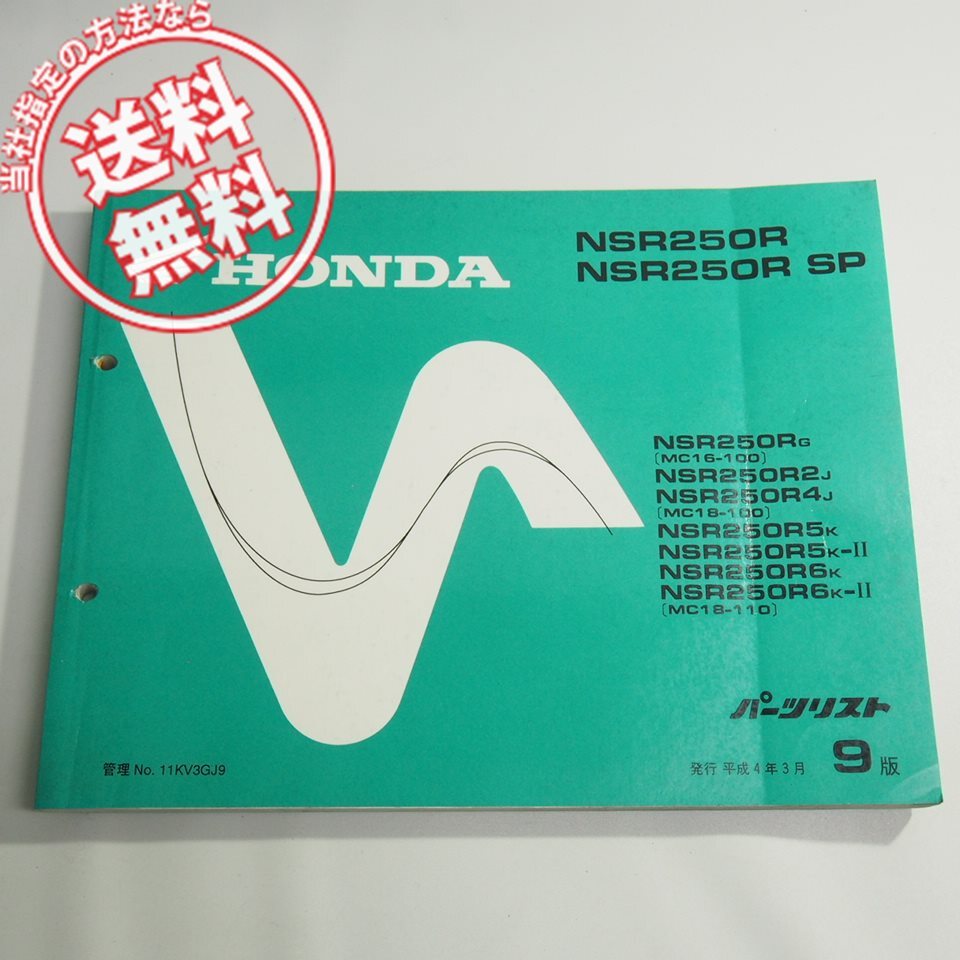 当社指定の方法なら
送料
無料
HONDA
NSR250R
NSR250R SP
NSR250RG
(MC16-100)
NSR250R2J
NSR250R4J
(MC18-100)
NSR250R5K
NSR250R5K-II
NSR250R6K
NSR250R6K-II
(MC18-110)
パーツリスト
管理 No. 11KV3GJ9
発行 平成4年3月 9版